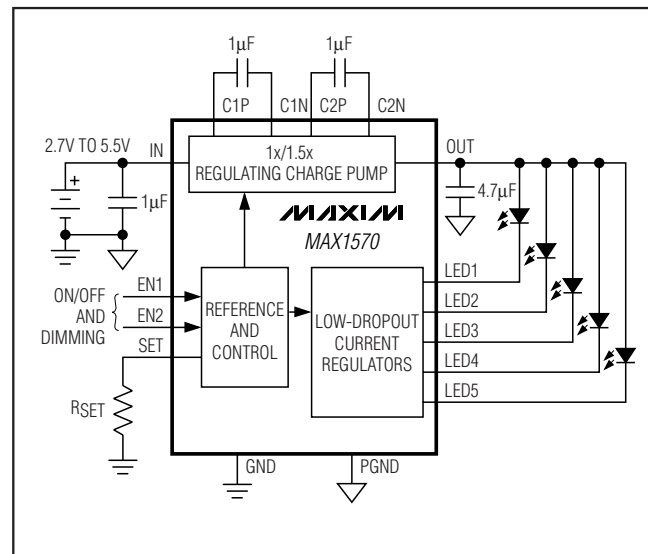 1μF 1μF
C1P C1N C2P C2N
2.7V TO 5.5V IN OUT
1x/1.5x
REGULATING CHARGE PUMP
1μF 4.7μF
MAXIM
MAX1570
EN1
EN2
ON/OFF
AND
DIMMING
SET
RSET
REFERENCE
AND
CONTROL
LOW-DROPOUT
CURRENT
REGULATORS
LED1
LED2
LED3
LED4
LED5
GND PGND